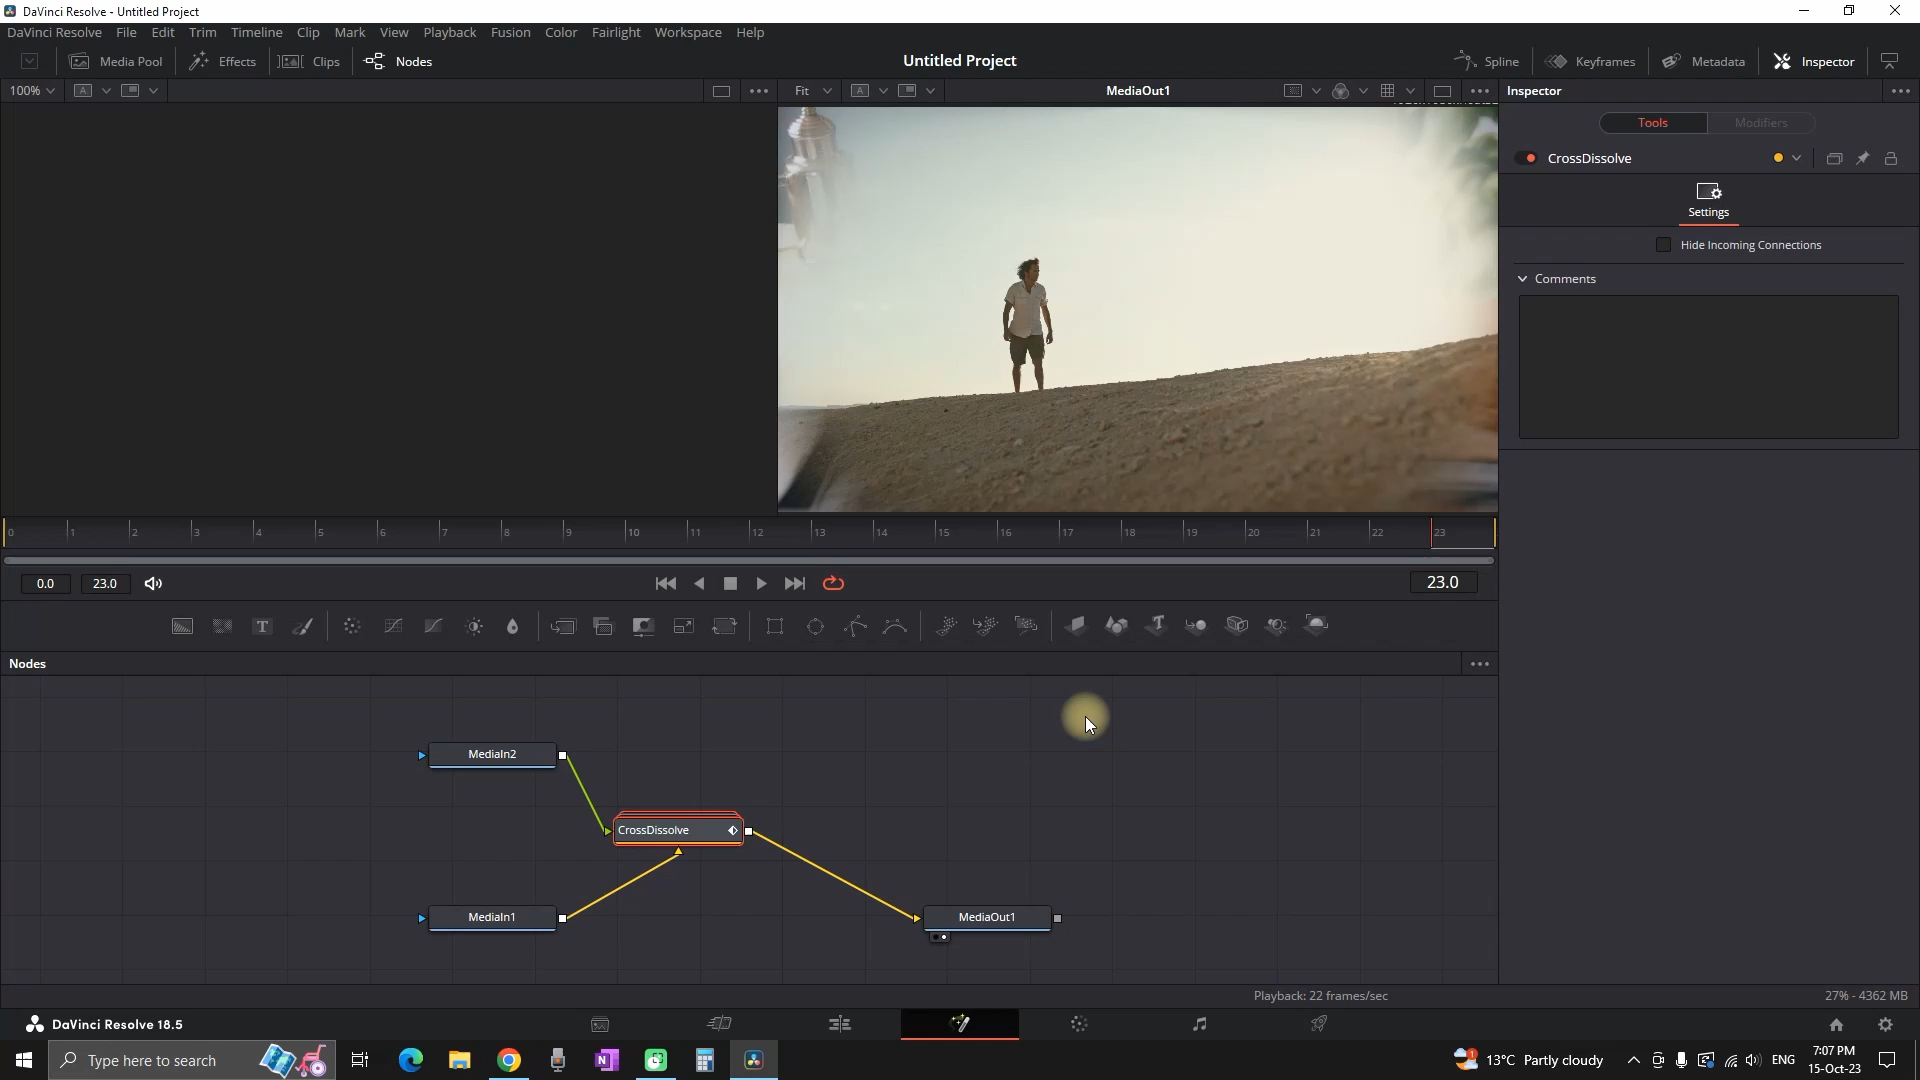 DaVinci Resolve - Untitled Project
DaVinci Resolve File Edit Trim Timeline Clip Mark View Playback Fusion Color Fairlight Workspace Help
Media Pool Effects Clips Nodes Untitled Project Spline Keyframes Metadata Inspector
100% A Fit A MediaOut1 Inspector
Tools Modifiers
CrossDissolve
Settings
Hide Incoming Connections
Comments
0 1 2 3 4 5 6 7 8 9 10 11 12 13 14 15 16 17 18 19 20 21 22 23
0.0 23.0 23.0
T T
Nodes
MediaIn2
CrossDissolve
MediaIn1 MediaOut1
Playback: 22 frames/sec 27% - 4362 MB
DaVinci Resolve 18.5
Type here to search 13°C Partly cloudy ENG 7:07 PM
15-Oct-23